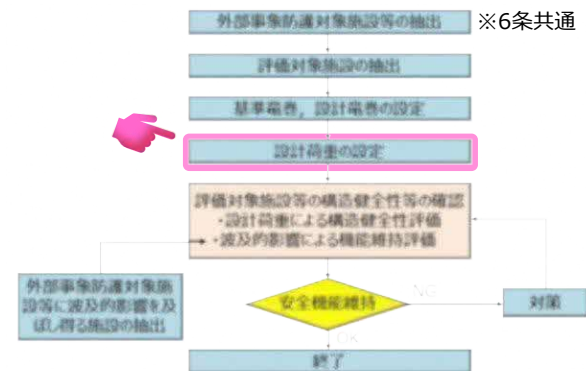 外部事象防護対象施設等の抽出 ※6条共通
評価対象施設の抽出
基準竜巻，設計竜巻の設定
設計荷重の設定
評価対象施設等の構造健全性等の確認
・設計荷重による構造健全性評価
・波及的影響による機能維持評価
外部事象防護対象施
設等に波及的影響を及
ぼし得る施設の抽出
安全機能維持
NG
対策
OK
終了